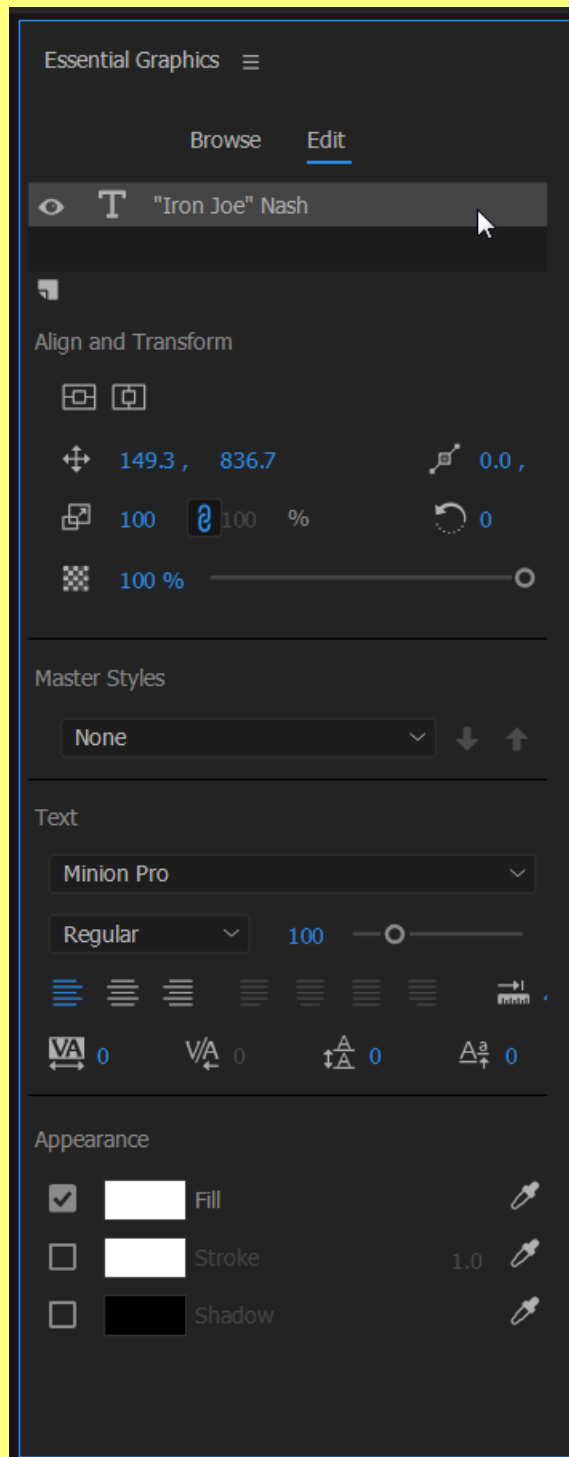 Essential Graphics
Browse Edit
T "Iron Joe" Nash
Align and Transform
149.3 , 836.7 0.0 ,
100 100 % 0
100 %
Master Styles
None
Text
Minion Pro
Regular 100
VA 0 V/A 0 A A 0 A a 0
Appearance
Fill
Stroke 1.0
Shadow